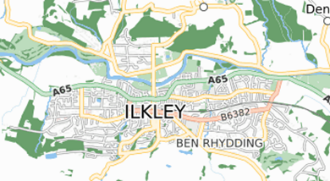 Den
A65
A65
A
ILKLEY
B6382
BEN RHYDDING